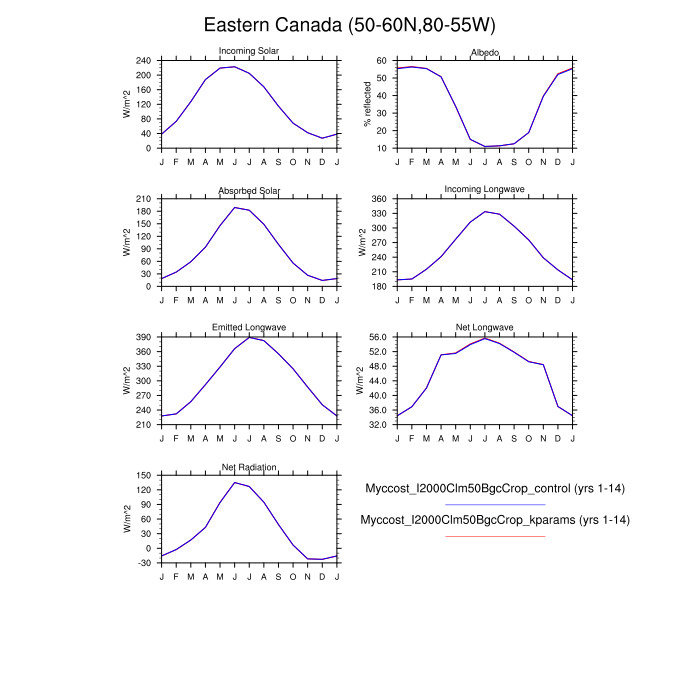 Eastern Canada (50-60N,80-55W)
Incoming Solar
W/m^2
240
200
160
120
80
40
0
J F M A M J J A S O N D J
Albedo
% reflected
60
50
40
30
20
10
J F M A M J J A S O N D J
Absorbed Solar
W/m^2
210
180
150
120
90
60
30
0
J F M A M J J A S O N D J
Incoming Longwave
W/m^2
360
330
300
270
240
210
180
J F M A M J J A S O N D J
Emitted Longwave
W/m^2
390
360
330
300
270
240
210
J F M A M J J A S O N D J
Net Longwave
W/m^2
56.0
52.0
48.0
44.0
40.0
36.0
32.0
J F M A M J J A S O N D J
Net Radiation
W/m^2
150
120
90
60
30
0
-30
J F M A M J J A S O N D J
Myccost_I2000Clm50BgcCrop_control (yrs 1-14)
Myccost_I2000Clm50BgcCrop_kparams (yrs 1-14)